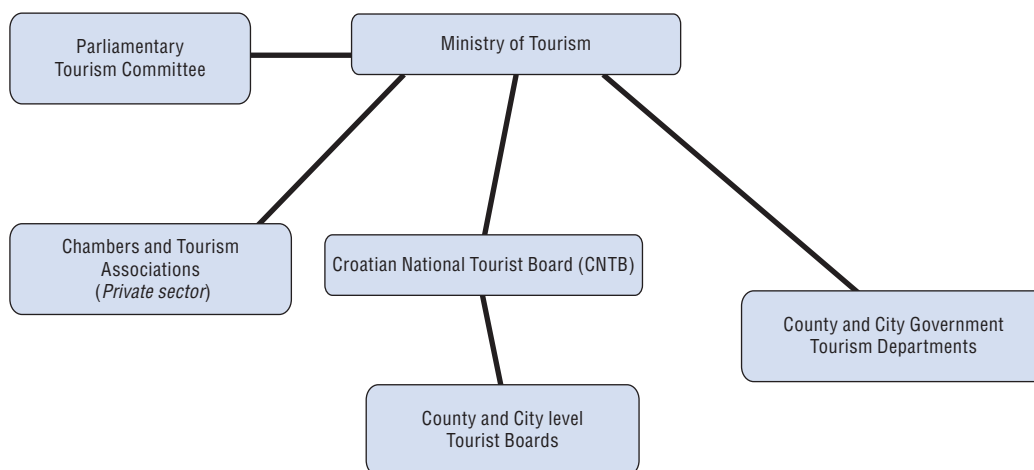 Parliamentary
Tourism Committee
Ministry of Tourism
Chambers and Tourism
Associations
(Private sector)
Croatian National Tourist Board (CNTB)
County and City Government
Tourism Departments
County and City level
Tourist Boards